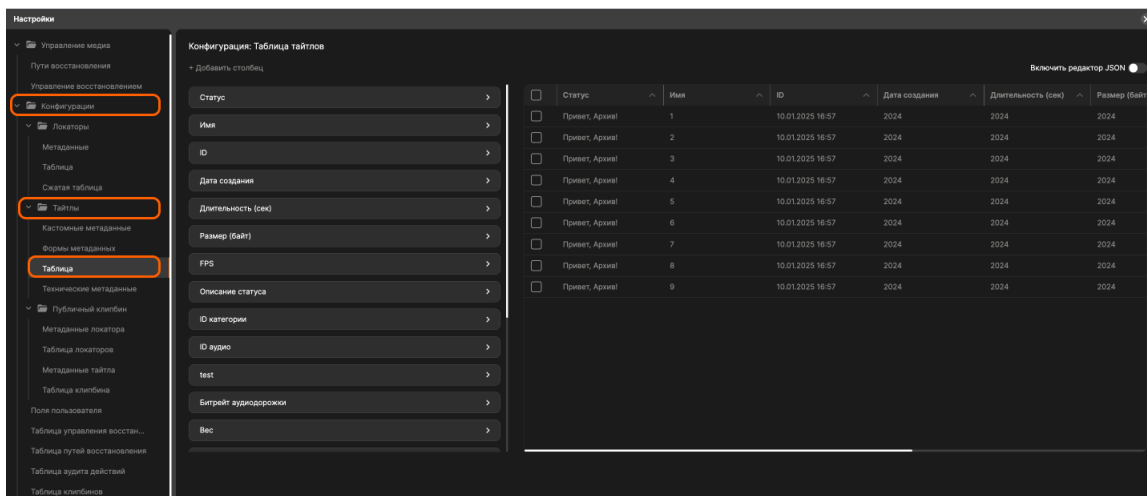 Настройки
Управление медиа
Пути восстановления
Управление восстановлением
Конфигурации
Локаторы
Метаданные
Таблица
Сжатая таблица
Тайтлы
Кастомные метаданные
Формы метаданных
Таблица
Технические метаданные
Публичный клипбин
Метаданные локатора
Таблица локаторов
Метаданные тайтла
Таблица клипбина
Поля пользователя
Таблица управления восстан...
Таблица путей восстановления
Таблица аудита действий
Таблица клипбинов
Конфигурация: Таблица тайтлов
+ Добавить столбец
Включить редактор JSON
Статус
Имя
ID
Дата создания
Длительность (сек)
Размер (байт)
FPS
Описание статуса
ID категории
ID аудио
test
Битрейт аудиодорожки
Вес
Статус Имя ID Дата создания Длительность (сек) Размер (байт
Привет, Архив! 1 10.01.2025 16:57 2024 2024 2024
Привет, Архив! 2 10.01.2025 16:57 2024 2024 2024
Привет, Архив! 3 10.01.2025 16:57 2024 2024 2024
Привет, Архив! 4 10.01.2025 16:57 2024 2024 2024
Привет, Архив! 5 10.01.2025 16:57 2024 2024 2024
Привет, Архив! 6 10.01.2025 16:57 2024 2024 2024
Привет, Архив! 7 10.01.2025 16:57 2024 2024 2024
Привет, Архив! 8 10.01.2025 16:57 2024 2024 2024
Привет, Архив! 9 10.01.2025 16:57 2024 2024 2024